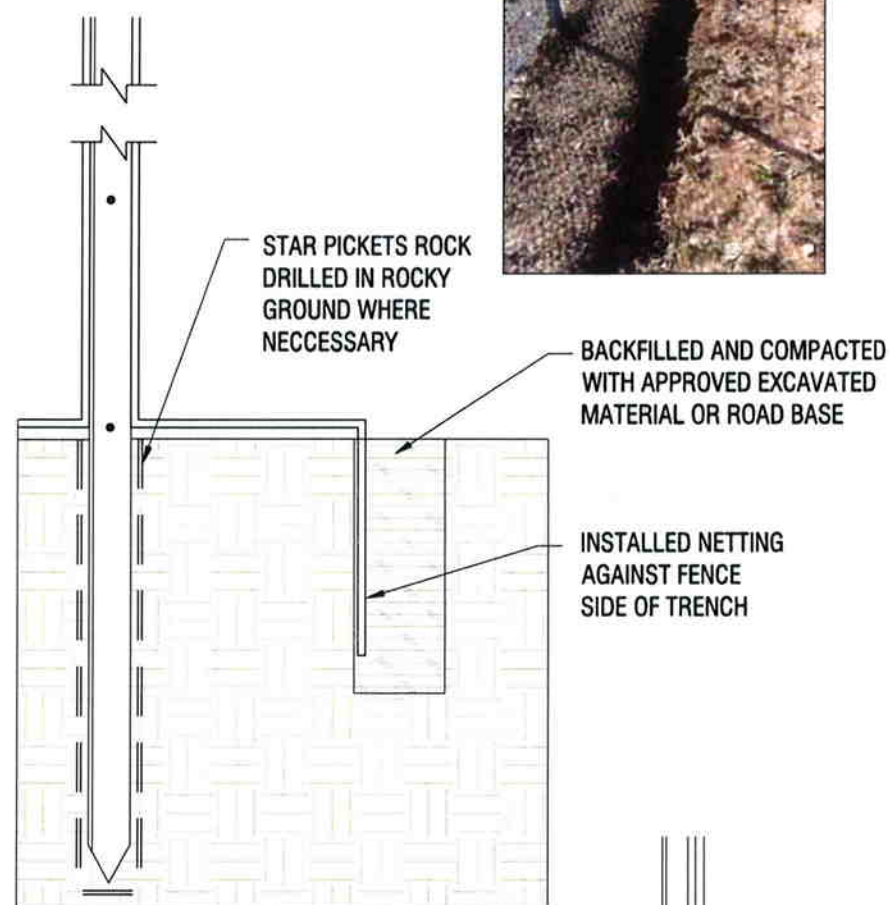 STAR PICKETS ROCK
DRILLED IN ROCKY
GROUND WHERE
NECCESSARY
BACKFILLED AND COMPACTED
WITH APPROVED EXCAVATED
MATERIAL OR ROAD BASE
INSTALLED NETTING
AGAINST FENCE
SIDE OF TRENCH